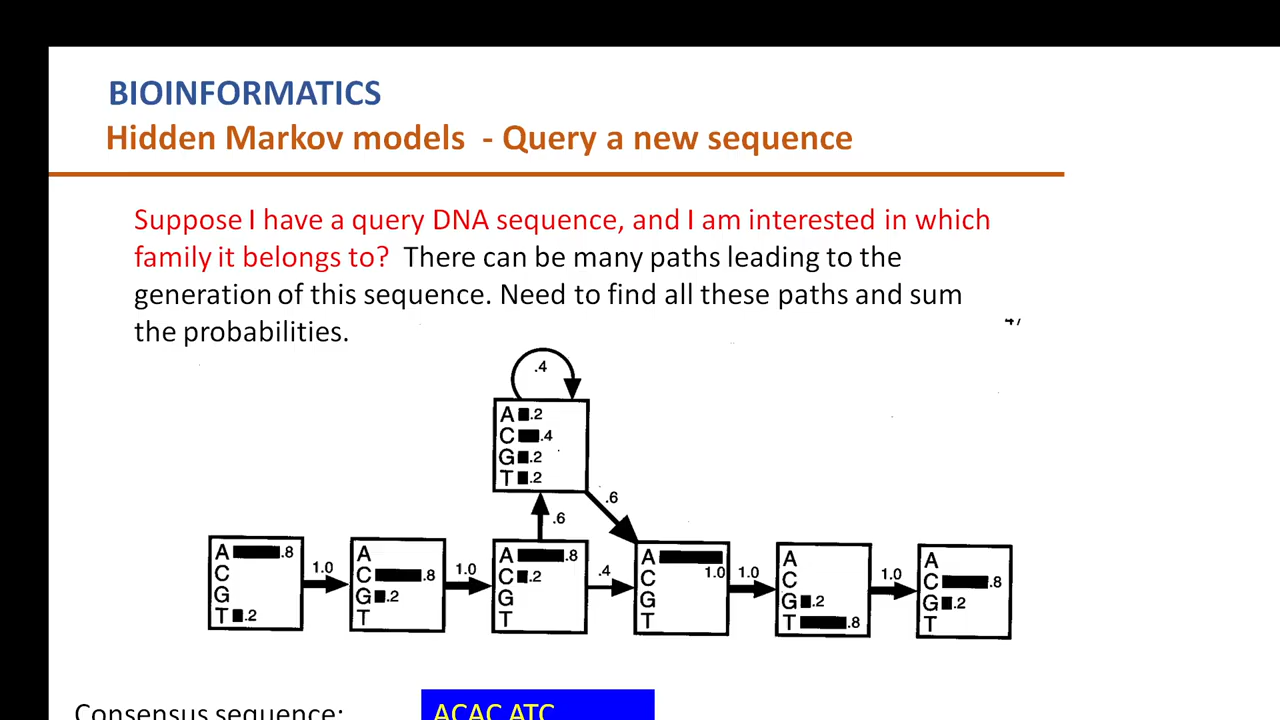 BIOINFORMATICS
Hidden Markov models - Query a new sequence
Suppose I have a query DNA sequence, and I am interested in which
family it belongs to? There can be many paths leading to the
generation of this sequence. Need to find all these paths and sum
the probabilities.
.4
A .2
C .4
G .2
T .2
.6
.6
A .8
C
G
T .2
1.0
A
C .8
G .2
T
1.0
A .8
C .2
G
T
.4
A 1.0
C
G
T
1.0
A
C
G .2
T .8
1.0
A
C .8
G .2
T
Consensus sequence:
ACAC ATC